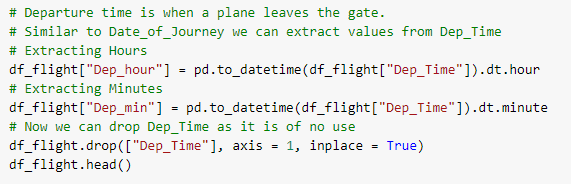 # Departure time is when a plane leaves the gate.
# Similar to Date_of_Journey we can extract values from Dep_Time
# Extracting Hours
df_flight["Dep_hour"] = pd.to_datetime(df_flight["Dep_Time"]).dt.hour
# Extracting Minutes
df_flight["Dep_min"] = pd.to_datetime(df_flight["Dep_Time"]).dt.minute
# Now we can drop Dep_Time as it is of no use
df_flight.drop(["Dep_Time"], axis = 1, inplace = True)
df_flight.head()